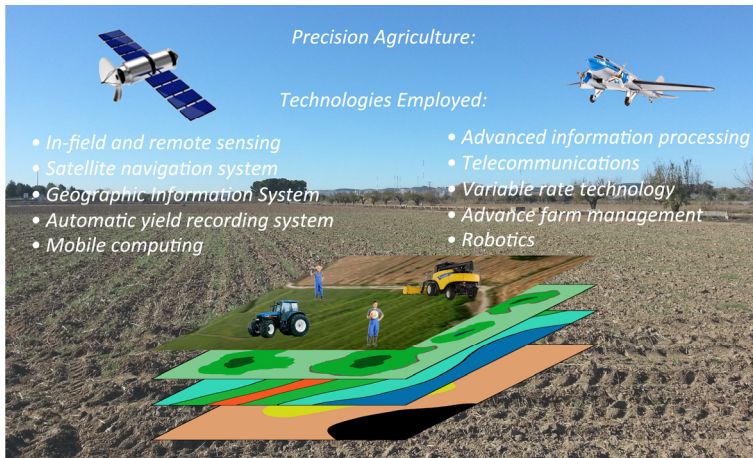 Precision Agriculture:
Technologies Employed:
• In-field and remote sensing
• Satellite navigation system
• Geographic Information System
• Automatic yield recording system
• Mobile computing
• Advanced information processing
• Telecommunications
• Variable rate technology
• Advance farm management
• Robotics